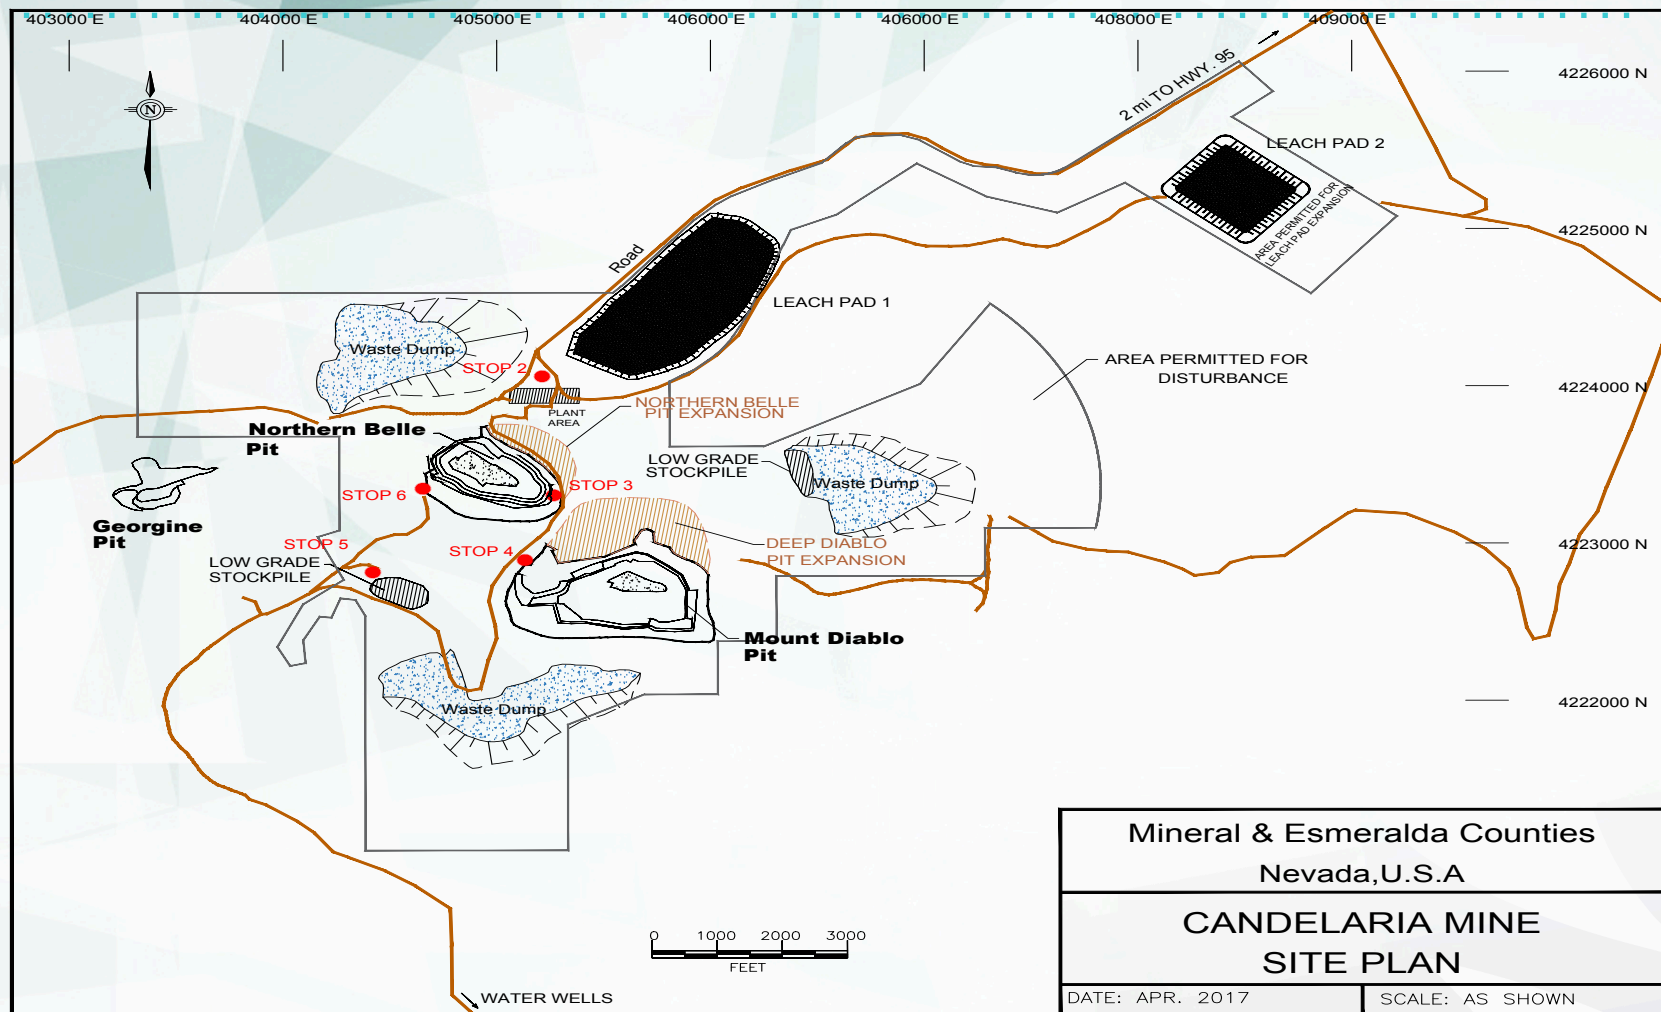 403000 E
404000 E
405000 E
406000 E
406000 E
408000 E
409000 E
4226000 N
N
2 mi TO HWY. 95
LEACH PAD 2
AREA PERMITTED FOR
LEACH PAD EXPANSION
4225000 N
Road
LEACH PAD 1
Waste Dump
STOP 2
AREA PERMITTED FOR
DISTURBANCE
4224000 N
NORTHERN BELLE
PIT EXPANSION
PLANT
AREA
Northern Belle
Pit
LOW GRADE
STOCKPILE
Waste Dump
STOP 6
STOP 3
Georgine
Pit
STOP 5
STOP 4
DEEP DIABLO
PIT EXPANSION
4223000 N
LOW GRADE
STOCKPILE
Mount Diablo
Pit
4222000 N
Waste Dump
0 1000 2000 3000
FEET
WATER WELLS
Mineral & Esmeralda Counties
Nevada,U.S.A
CANDELARIA MINE
SITE PLAN
DATE: APR. 2017
SCALE: AS SHOWN